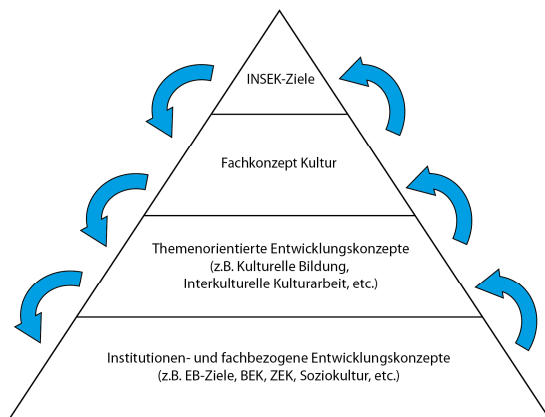 INSEK-Ziele
Fachkonzept Kultur
Themenorientierte Entwicklungskonzepte
(z.B. Kulturelle Bildung,
Interkulturelle Kulturarbeit, etc.)
Institutionen- und fachbezogene Entwicklungskonzepte
(z.B. EB-Ziele, BEK, ZEK, Soziokultur, etc.)